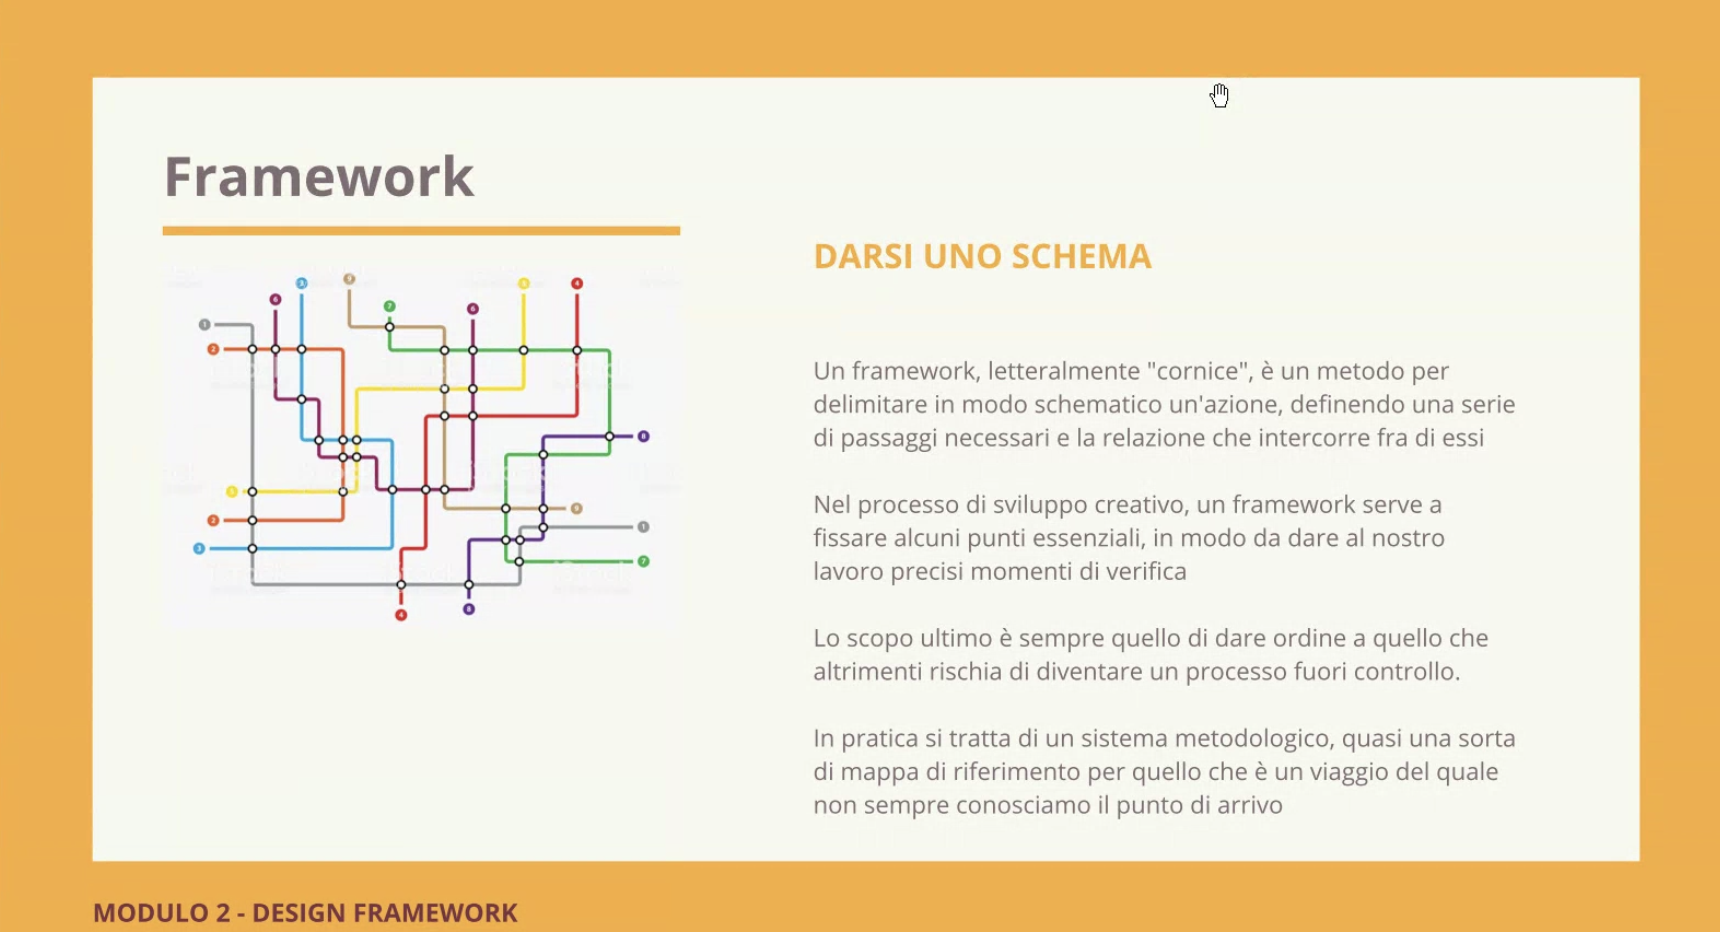 Framework
DARSI UNO SCHEMA
Un framework, letteralmente "cornice", è un metodo per
delimitare in modo schematico un'azione, definendo una serie
di passaggi necessari e la relazione che intercorre fra di essi
Nel processo di sviluppo creativo, un framework serve a
fissare alcuni punti essenziali, in modo da dare al nostro
lavoro precisi momenti di verifica
Lo scopo ultimo è sempre quello di dare ordine a quello che
altrimenti rischia di diventare un processo fuori controllo.
In pratica si tratta di un sistema metodologico, quasi una sorta
di mappa di riferimento per quello che è un viaggio del quale
non sempre conosciamo il punto di arrivo
MODULO 2 - DESIGN FRAMEWORK